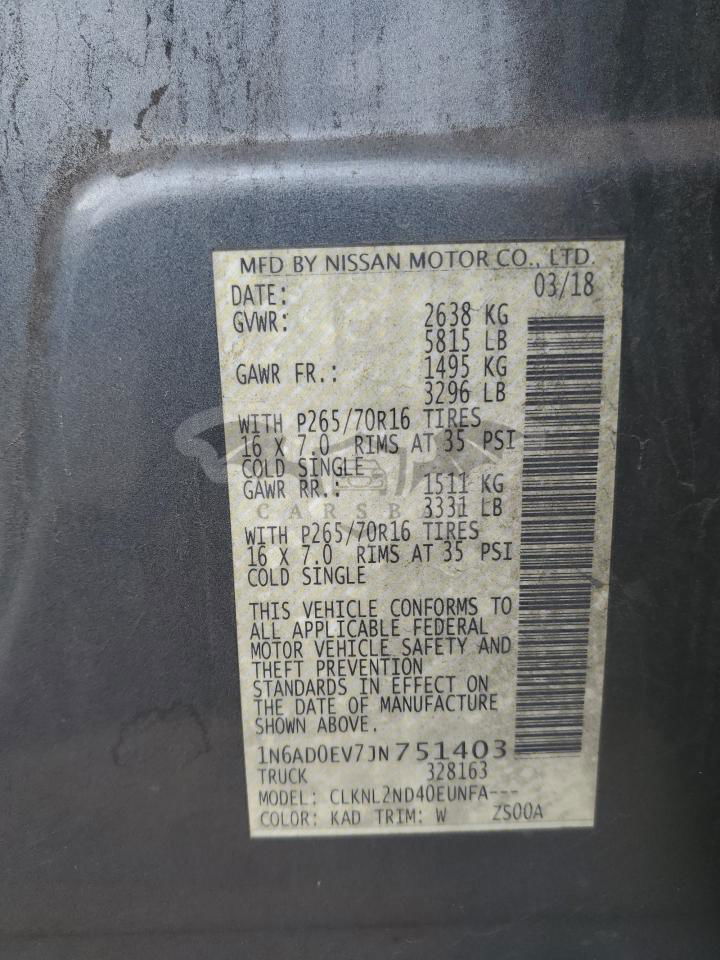 MFD BY NISSAN MOTOR CO., LTD.
DATE: 03/18
GVWR: 2638 KG
5815 LB
GAWR FR.: 1495 KG
3296 LB
WITH P265/70R16 TIRES
16 X 7.0 RIMS AT 35 PSI
COLD SINGLE
GAWR RR.: 1511 KG
3331 LB
CARSB
WITH P265/70R16 TIRES
16 X 7.0 RIMS AT 35 PSI
COLD SINGLE
THIS VEHICLE CONFORMS TO
ALL APPLICABLE FEDERAL
MOTOR VEHICLE SAFETY AND
THEFT PREVENTION
STANDARDS IN EFFECT ON
THE DATE OF MANUFACTURE
SHOWN ABOVE.
1N6AD0EV7JN751403
TRUCK 328163
MODEL: CLKNL2ND40EUNFA---
COLOR: KAD TRIM: W ZS00A